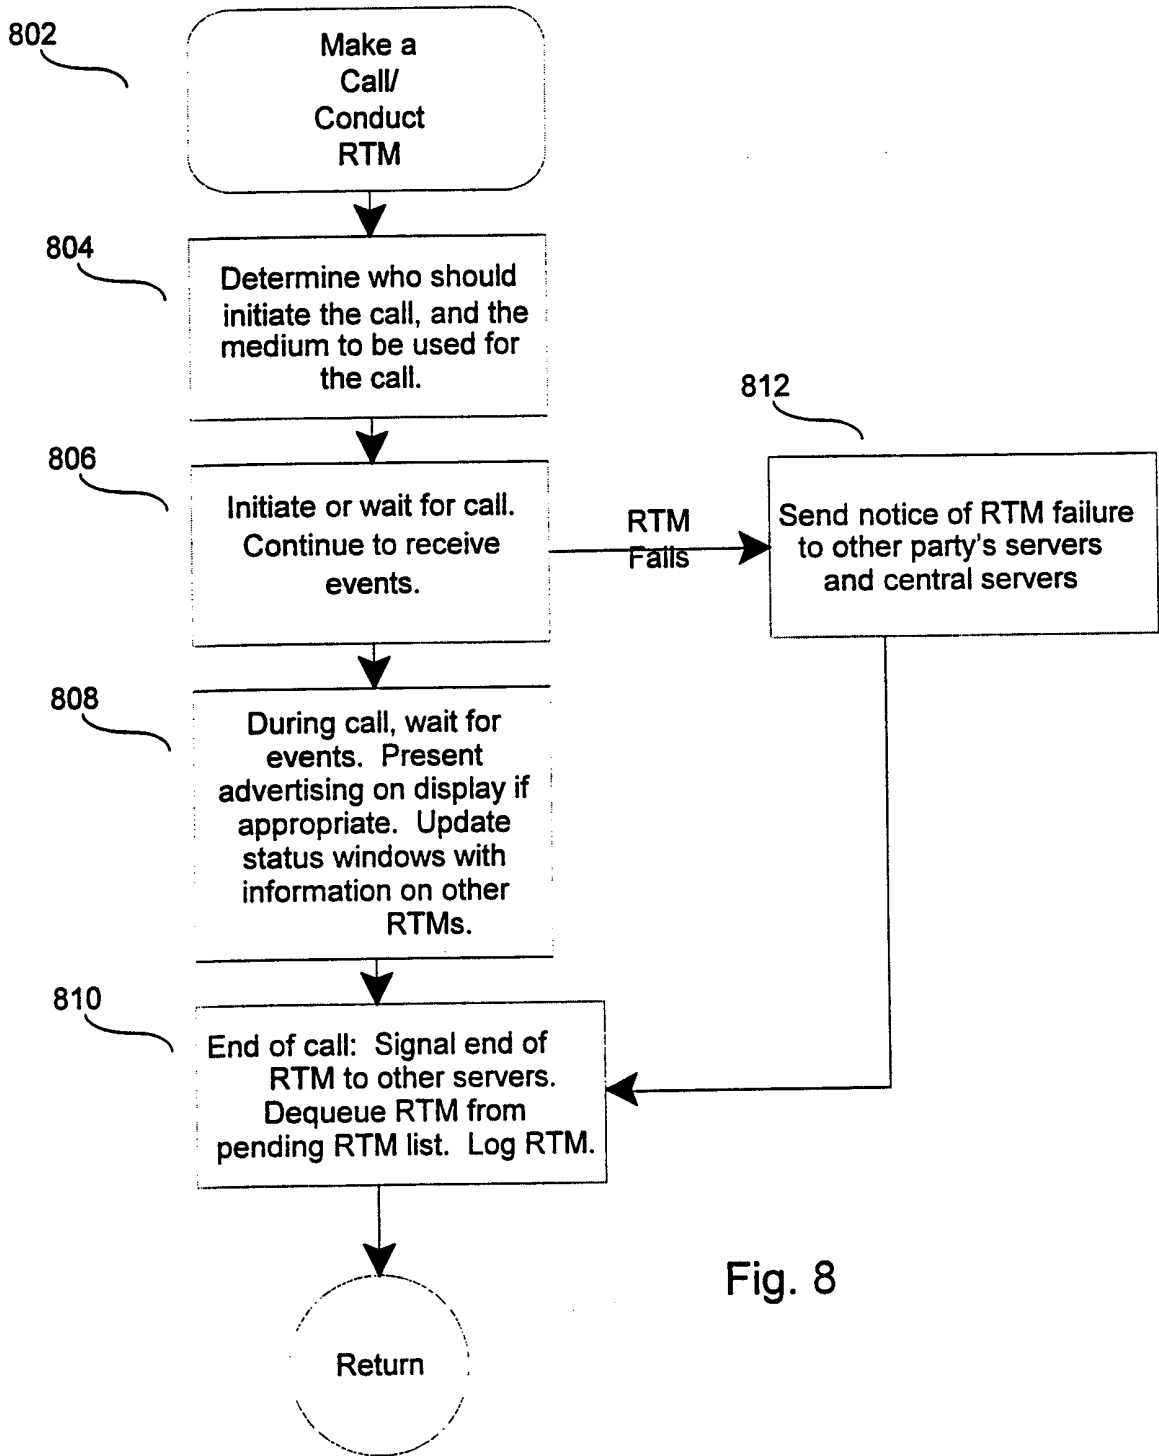 802
Make a
Call/
Conduct
RTM
804
Determine who should
initiate the call, and the
medium to be used for
the call.
806
Initiate or wait for call.
Continue to receive
events.
RTM
Fails
812
Send notice of RTM failure
to other party's servers
and central servers
808
During call, wait for
events. Present
advertising on display if
appropriate. Update
status windows with
information on other
RTMs.
810
End of call: Signal end of
RTM to other servers.
Dequeue RTM from
pending RTM list. Log RTM.
Return
Fig. 8